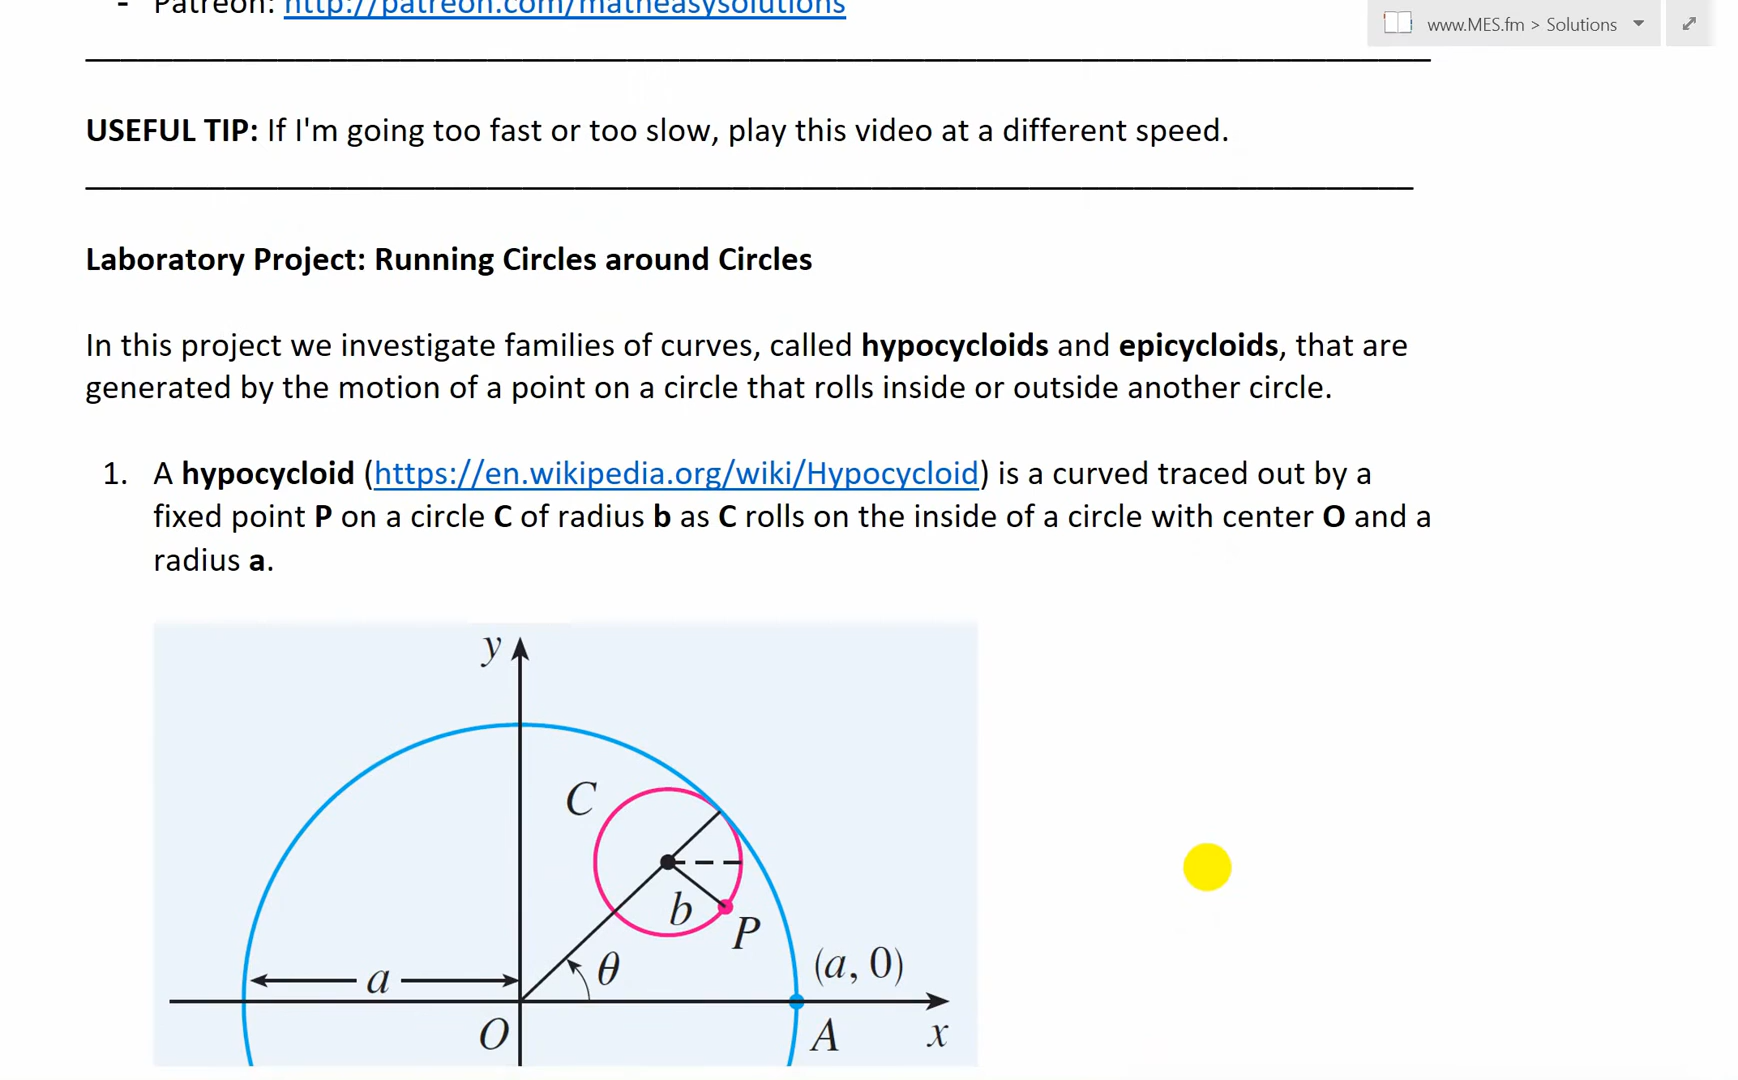 - Patreon: http://patreon.com/matheasysolutions
www.MES.fm > Solutions
USEFUL TIP: If I'm going too fast or too slow, play this video at a different speed.
Laboratory Project: Running Circles around Circles
In this project we investigate families of curves, called hypocycloids and epicycloids, that are
generated by the motion of a point on a circle that rolls inside or outside another circle.
1. A hypocycloid (https://en.wikipedia.org/wiki/Hypocycloid) is a curved traced out by a
fixed point P on a circle C of radius b as C rolls on the inside of a circle with center O and a
radius a.
y
C
b
P
θ
(a, 0)
a
O
A
x